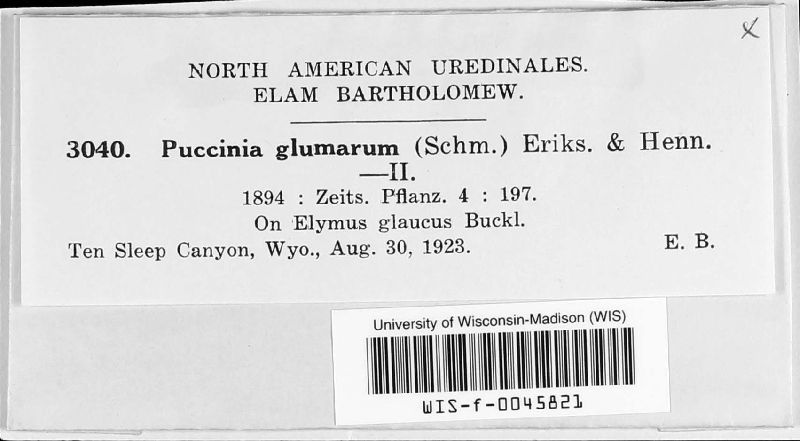 NORTH AMERICAN UREDINALES.
ELAM BARTHOLOMEW.
3040. Puccinia glumarum (Schm.) Eriks. & Henn.
—II.
1894 : Zeits. Pflanz. 4 : 197.
On Elymus glaucus Buckl.
Ten Sleep Canyon, Wyo., Aug. 30, 1923. E. B.
University of Wisconsin-Madison (WIS)
WIS-f-0045821